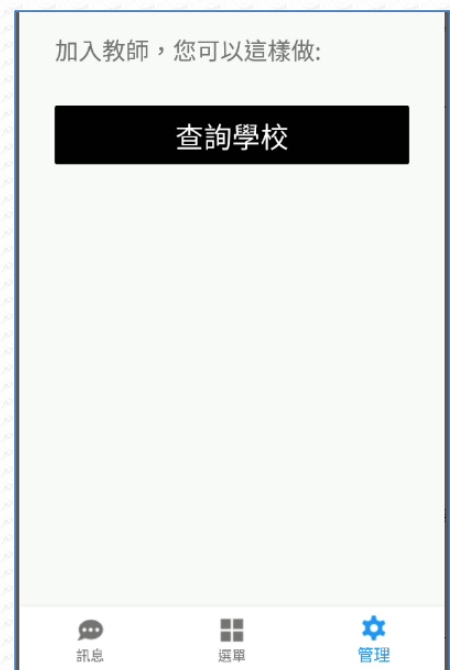 加入教師，您可以這樣做:
查詢學校
訊息
選單
管理